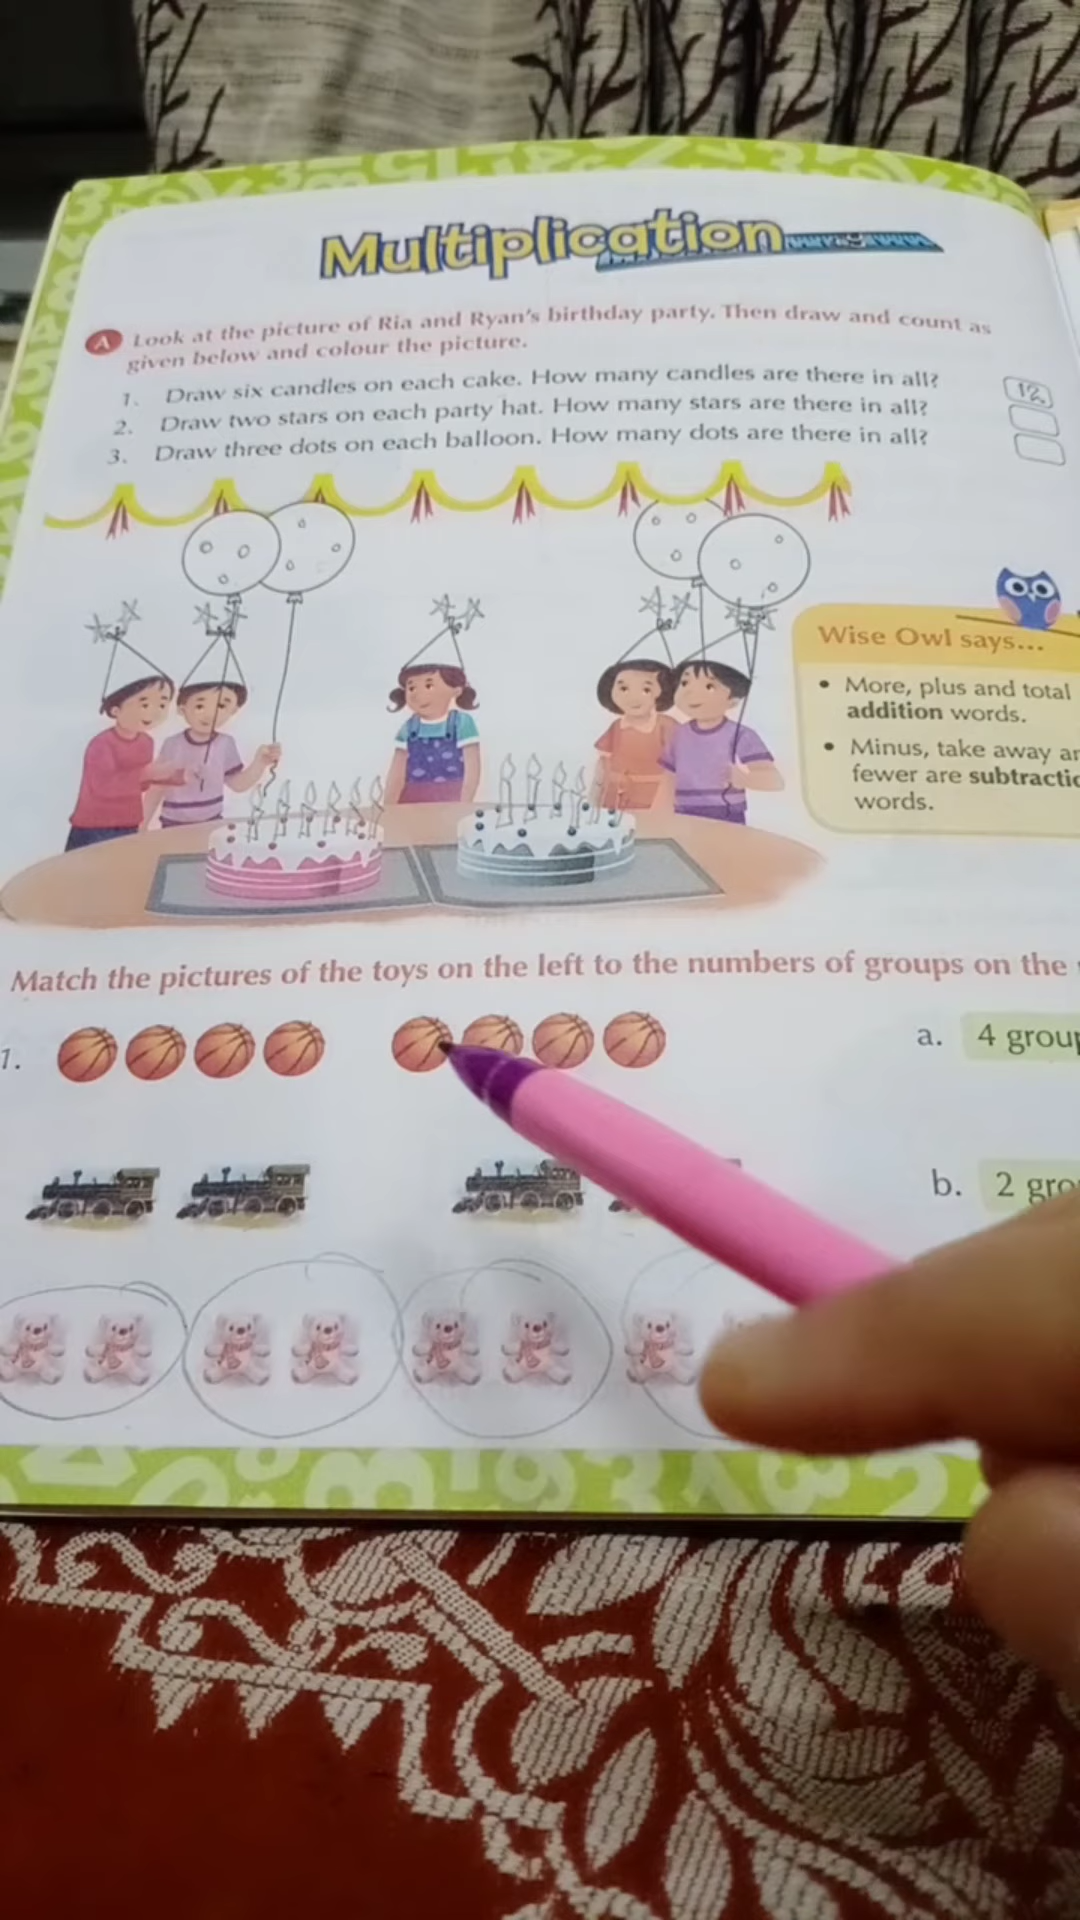 Multiplication
A Look at the picture of Ria and Ryan's birthday party. Then draw and count as
given below and colour the picture.
1. Draw six candles on each cake. How many candles are there in all? 12
2. Draw two stars on each party hat. How many stars are there in all?
3. Draw three dots on each balloon. How many dots are there in all?
Wise Owl says...
• More, plus and total
addition words.
• Minus, take away
fewer are
words.
Match the pictures of the toys on the left to the numbers of groups on the
1.
a. 4
b. 2